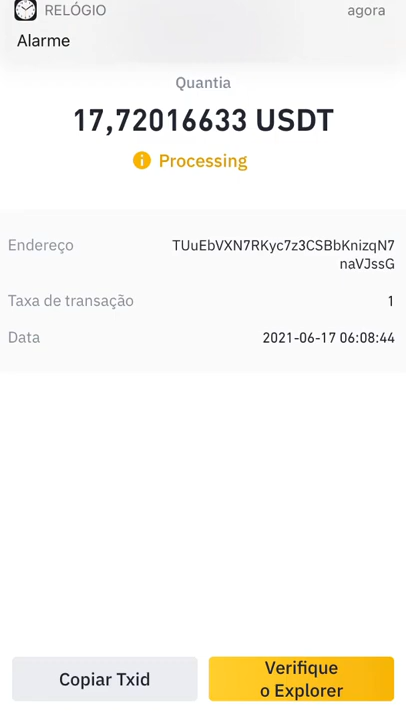 RELÓGIO agora
Alarme
Quantia
17,72016633 USDT
Processing
Endereço TUuEbVXN7RKyc7z3CSBbKnizqN7
naVJssG
Taxa de transação 1
Data 2021-06-17 06:08:44
Copiar Txid
Verifique
o Explorer